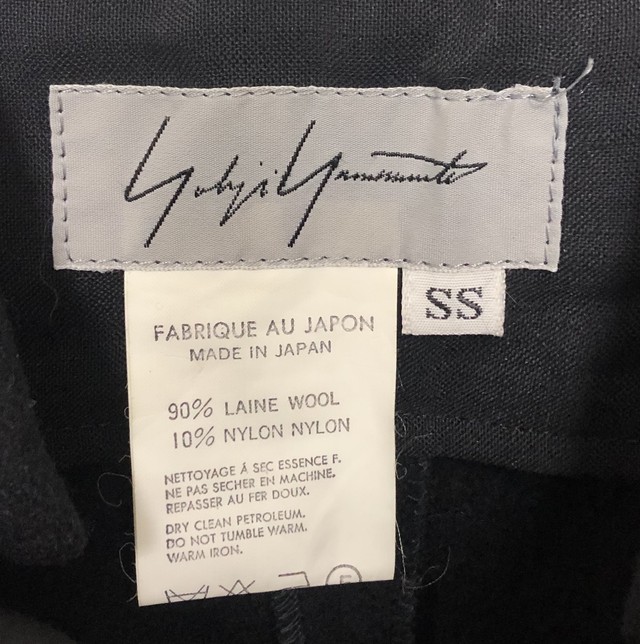 Yohji Yamamoto
SS
FABRIQUE AU JAPON
MADE IN JAPAN
90% LAINE WOOL
10% NYLON NYLON
NETTOYAGE À SEC ESSENCE F.
NE PAS SECHER EN MACHINE.
REPASSER AU FER DOUX.
DRY CLEAN PETROLEUM.
DO NOT TUMBLE WARM.
WARM IRON.
F